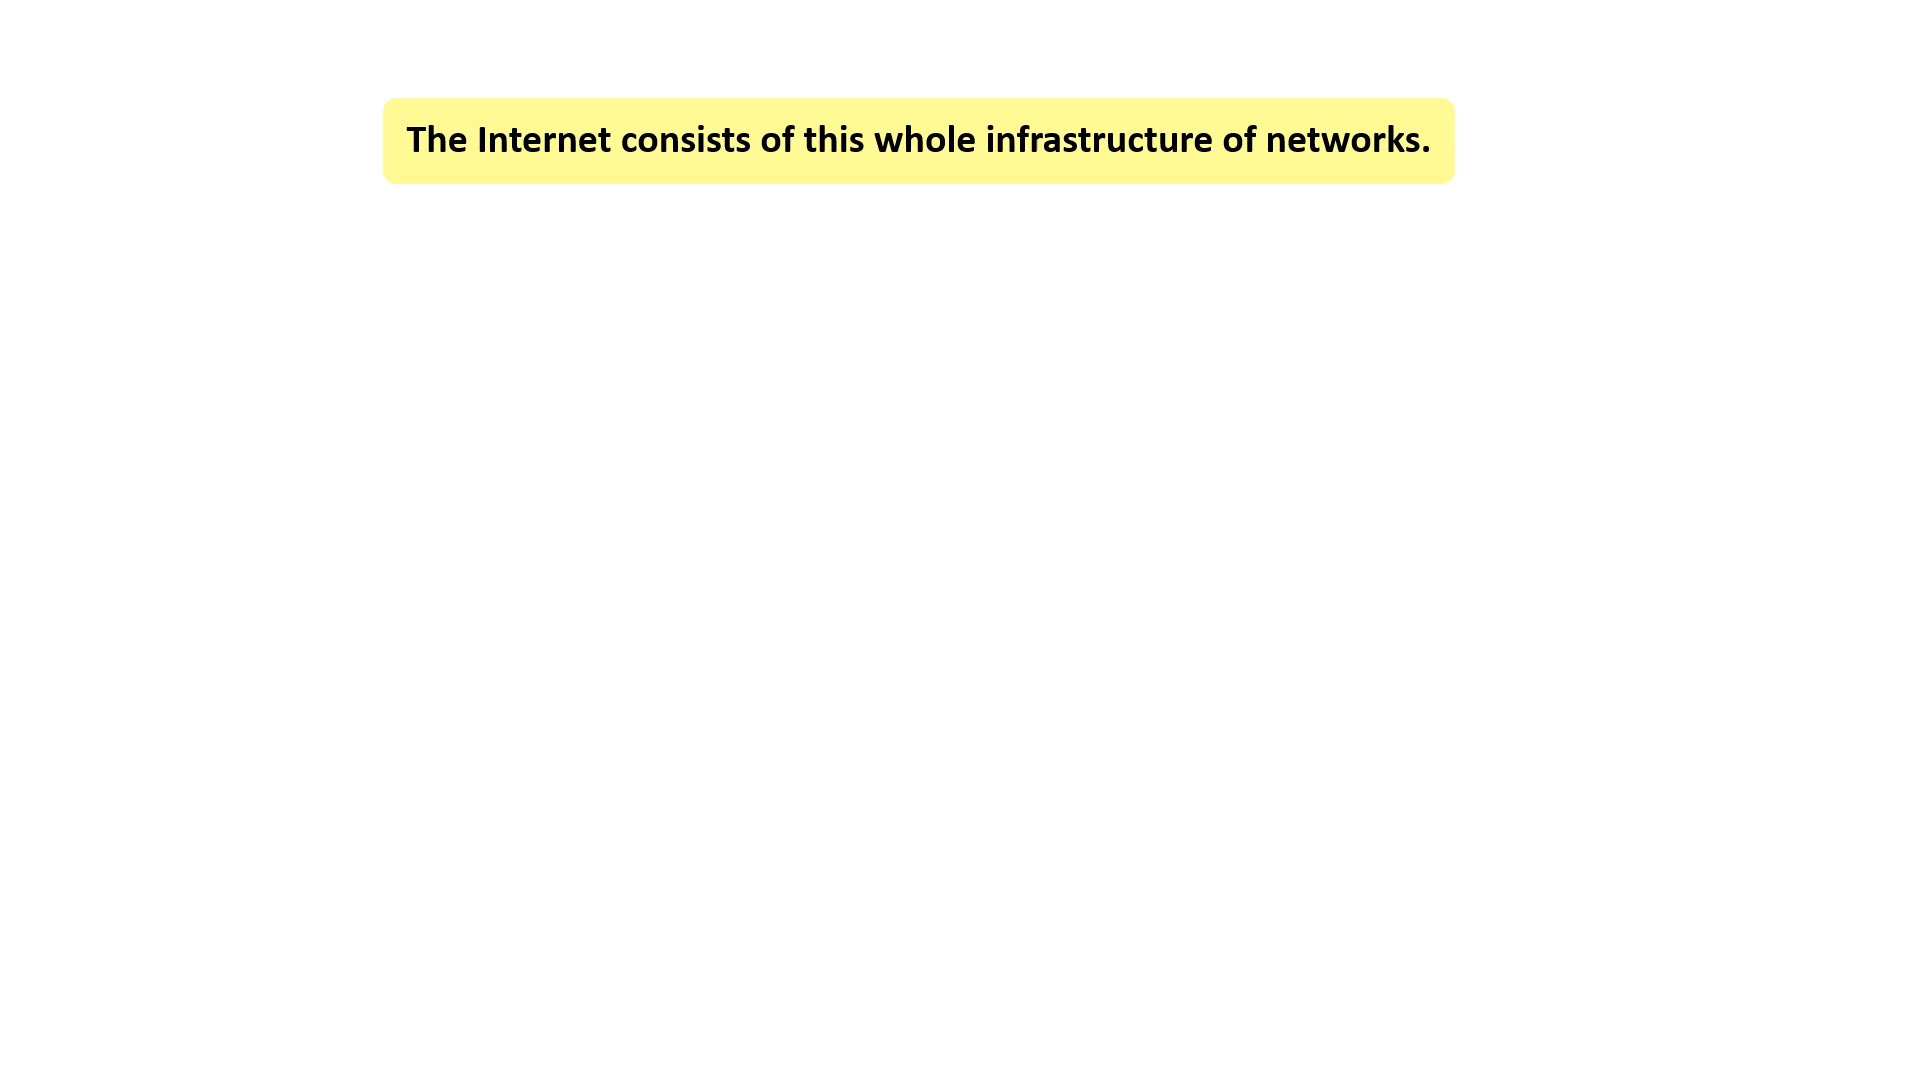 The Internet consists of this whole infrastructure of networks.